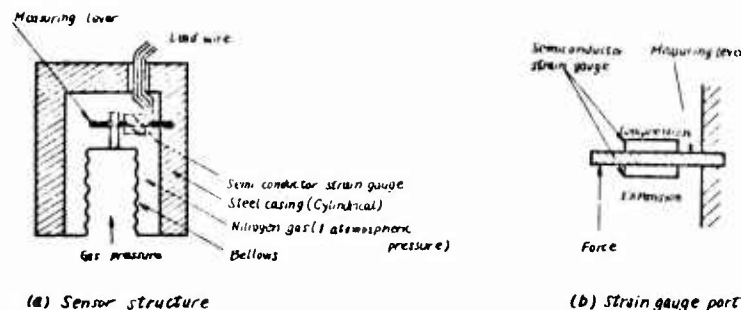 Measuring lever
Lead wire
Semi conductor strain gauge
Steel casing (Cylindrical)
Nitrogen gas (1 atomospheric
pressure)
Bellows
Gas pressure
(a) Sensor structure
Semiconductor
strain gauge
Measuring lever
Compression
Expansion
Force
(b) Strain gauge part